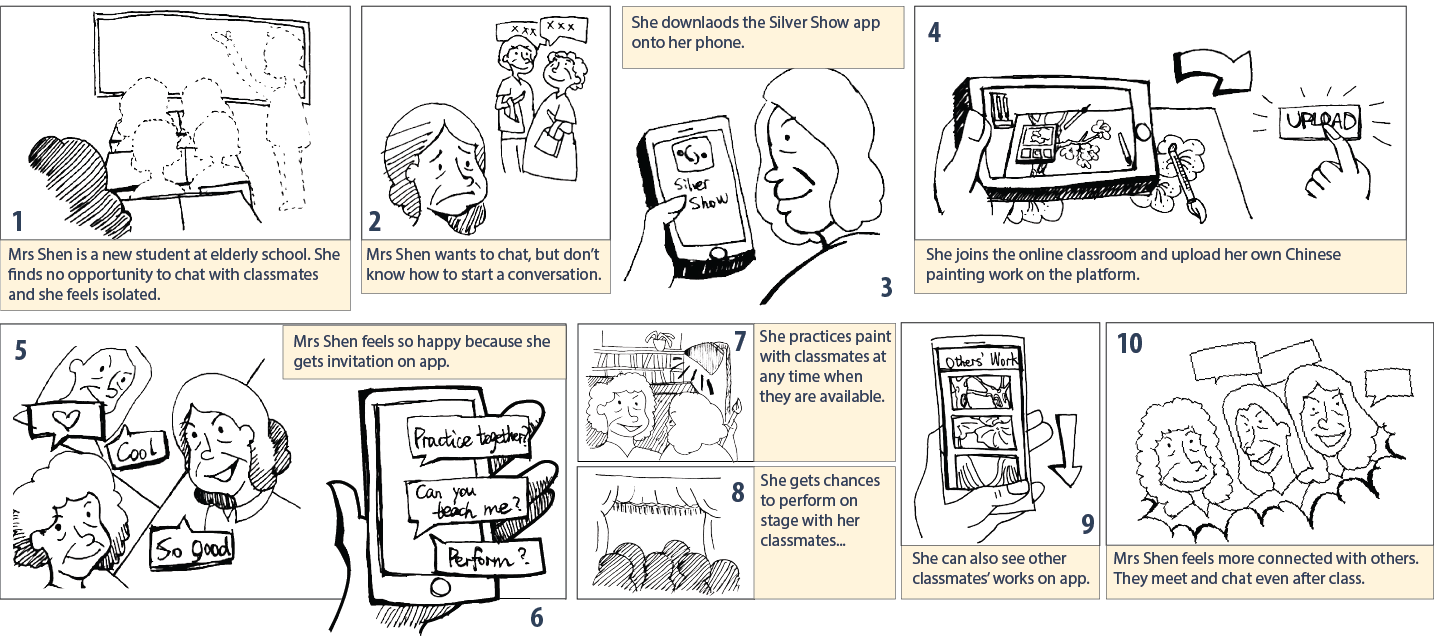 1
Mrs Shen is a new student at elderly school. She
finds no opportunity to chat with classmates
and she feels isolated.
x x x
x x x
2
Mrs Shen wants to chat, but don't
know how to start a conversation.
She downlaods the Silver Show app
onto her phone.
Silver
Show
3
4
UPLOAD
She joins the online classroom and upload her own Chinese
painting work on the platform.
5
Cool
So good
Mrs Shen feels so happy because she
gets invitation on app.
Practice together?
Can you
teach me?
Perform?
6
7
She practices paint
with classmates at
any time when
they are available.
8
She gets chances
to perform on
stage with her
classmates...
Others' Work
9
She can also see other
classmates' works on app.
10
Mrs Shen feels more connected with others.
They meet and chat even after class.